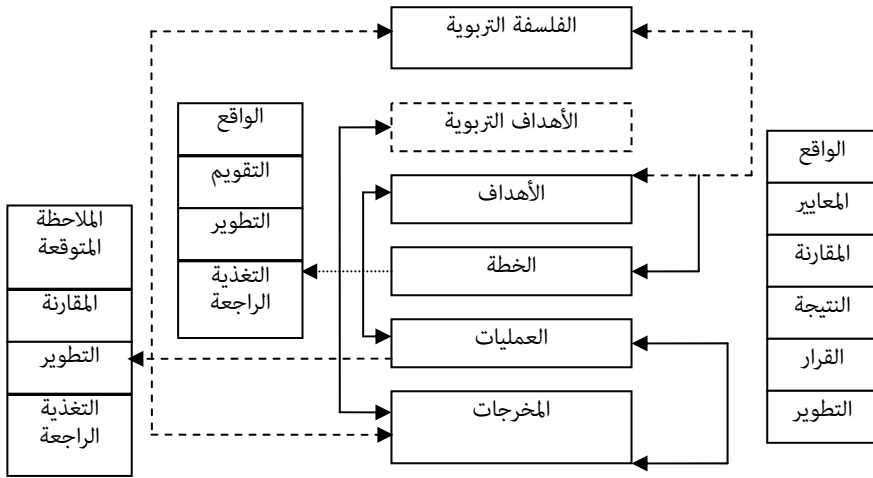 الفلسفة التربوية
الأهداف التربوية
الأهداف
الخطة
العمليات
المخرجات
الواقع
المعايير
المقارنة
النتيجة
القرار
التطوير
الواقع
التقويم
التطوير
التغذية
الراجعة
الملاحظة
المتوقعة
المقارنة
التطوير
التغذية
الراجعة